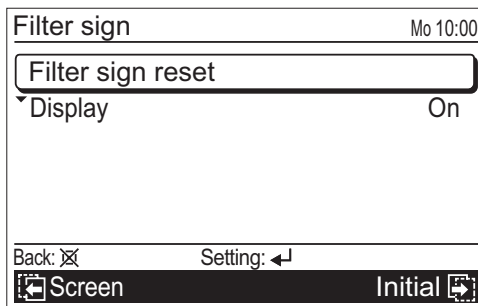 Filter sign Mo 10:00
Filter sign reset
Display On
Back: Setting:
Screen Initial